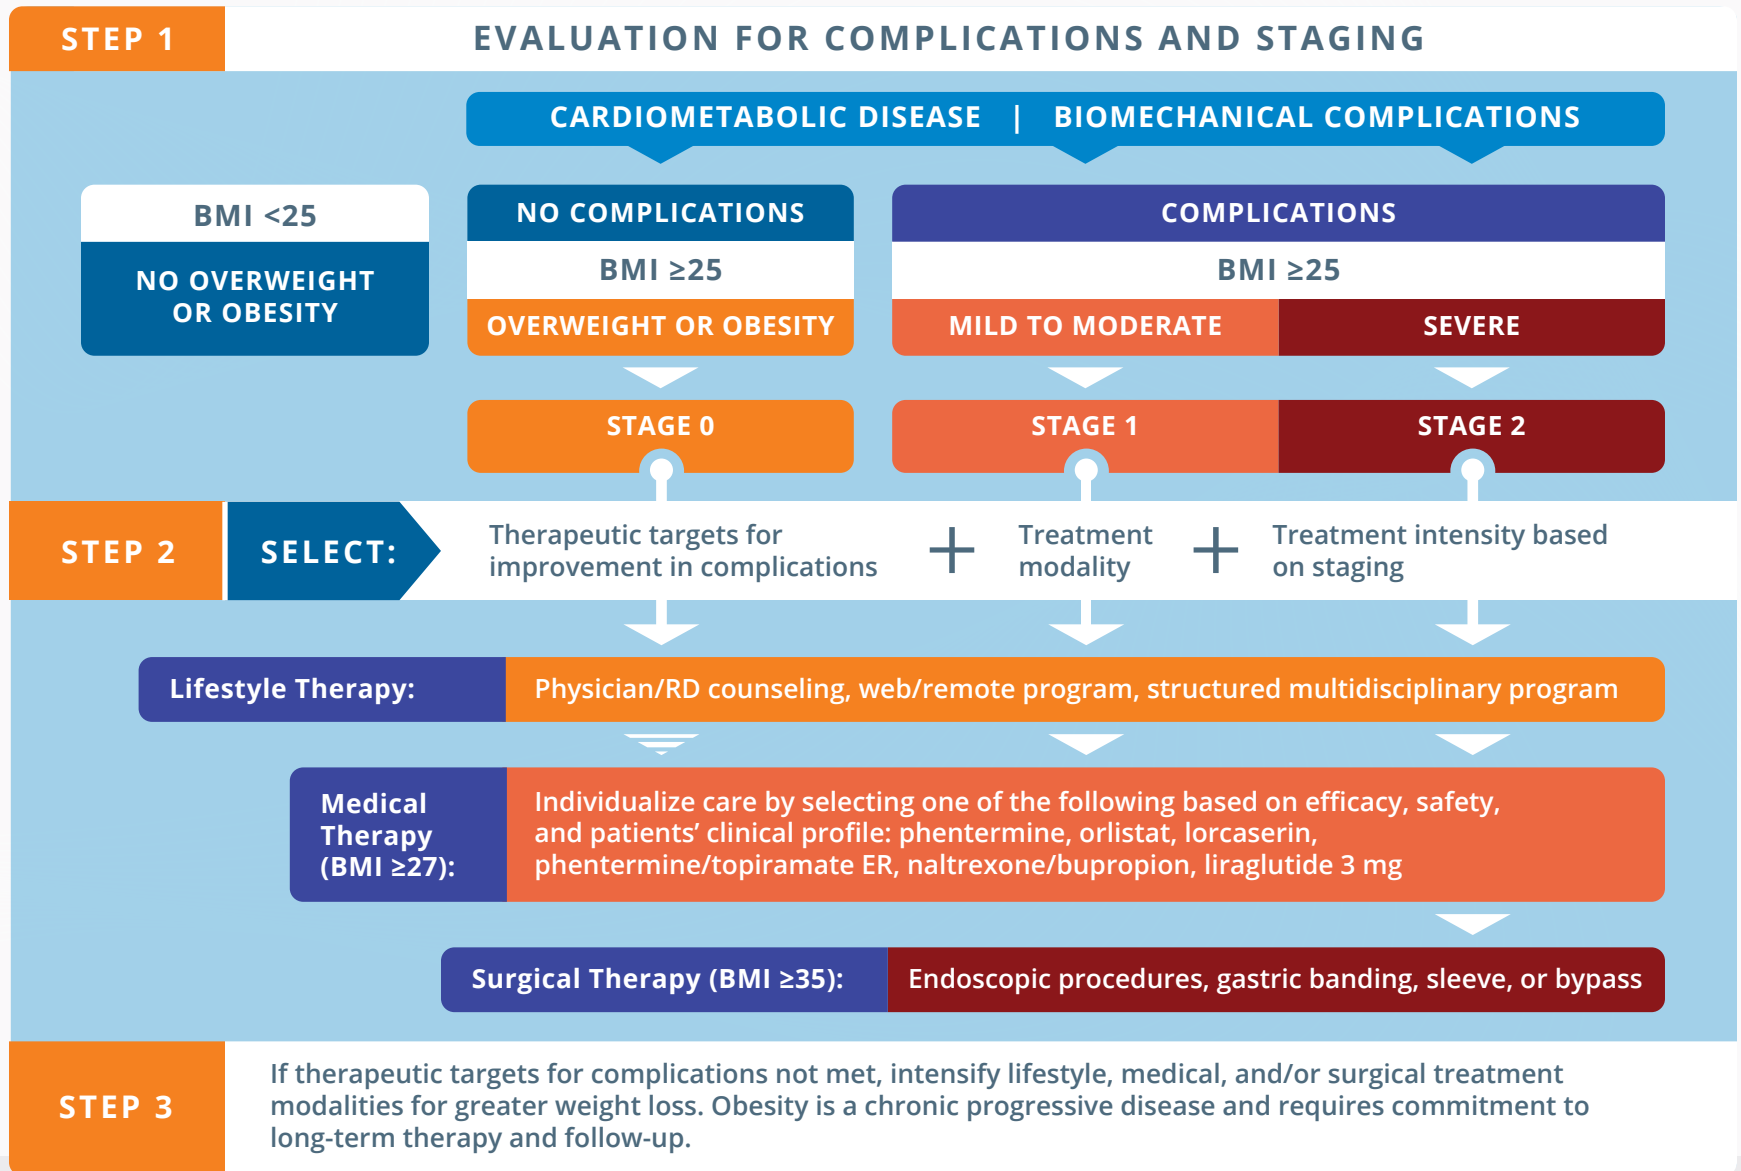 STEP 1
EVALUATION FOR COMPLICATIONS AND STAGING
CARDIOMETABOLIC DISEASE | BIOMECHANICAL COMPLICATIONS
BMI <25
NO OVERWEIGHT
OR OBESITY
NO COMPLICATIONS
BMI ≥25
OVERWEIGHT OR OBESITY
COMPLICATIONS
BMI ≥25
MILD TO MODERATE
SEVERE
STAGE 0
STAGE 1
STAGE 2
STEP 2
SELECT:
Therapeutic targets for
improvement in complications
+
Treatment
modality
+
Treatment intensity based
on staging
Lifestyle Therapy:
Physician/RD counseling, web/remote program, structured multidisciplinary program
Medical
Therapy
(BMI ≥27):
Individualize care by selecting one of the following based on efficacy, safety,
and patients’ clinical profile: phentermine, orlistat, lorcaserin,
phentermine/topiramate ER, naltrexone/bupropion, liraglutide 3 mg
Surgical Therapy (BMI ≥35):
Endoscopic procedures, gastric banding, sleeve, or bypass
STEP 3
If therapeutic targets for complications not met, intensify lifestyle, medical, and/or surgical treatment
modalities for greater weight loss. Obesity is a chronic progressive disease and requires commitment to
long-term therapy and follow-up.